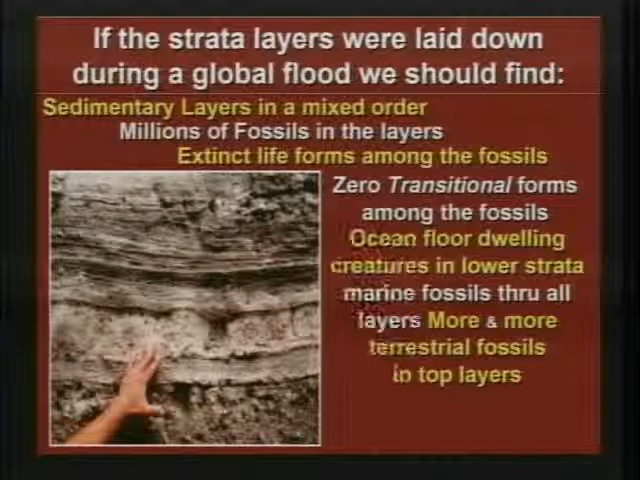 If the strata layers were laid down
during a global flood we should find:
Sedimentary Layers in a mixed order
Millions of Fossils in the layers
Extinct life forms among the fossils
Zero Transitional forms
among the fossils
Ocean floor dwelling
creatures in lower strata
marine fossils thru all
layers More & more
terrestrial fossils
in top layers